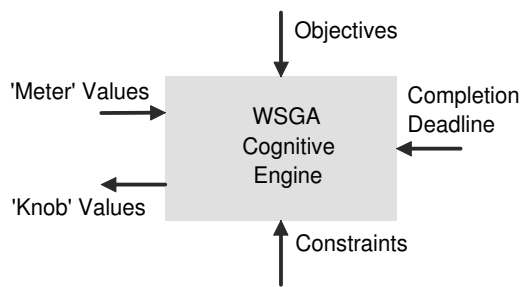 Objectives
'Meter' Values
Completion
Deadline
WSGA
Cognitive
Engine
'Knob' Values
Constraints